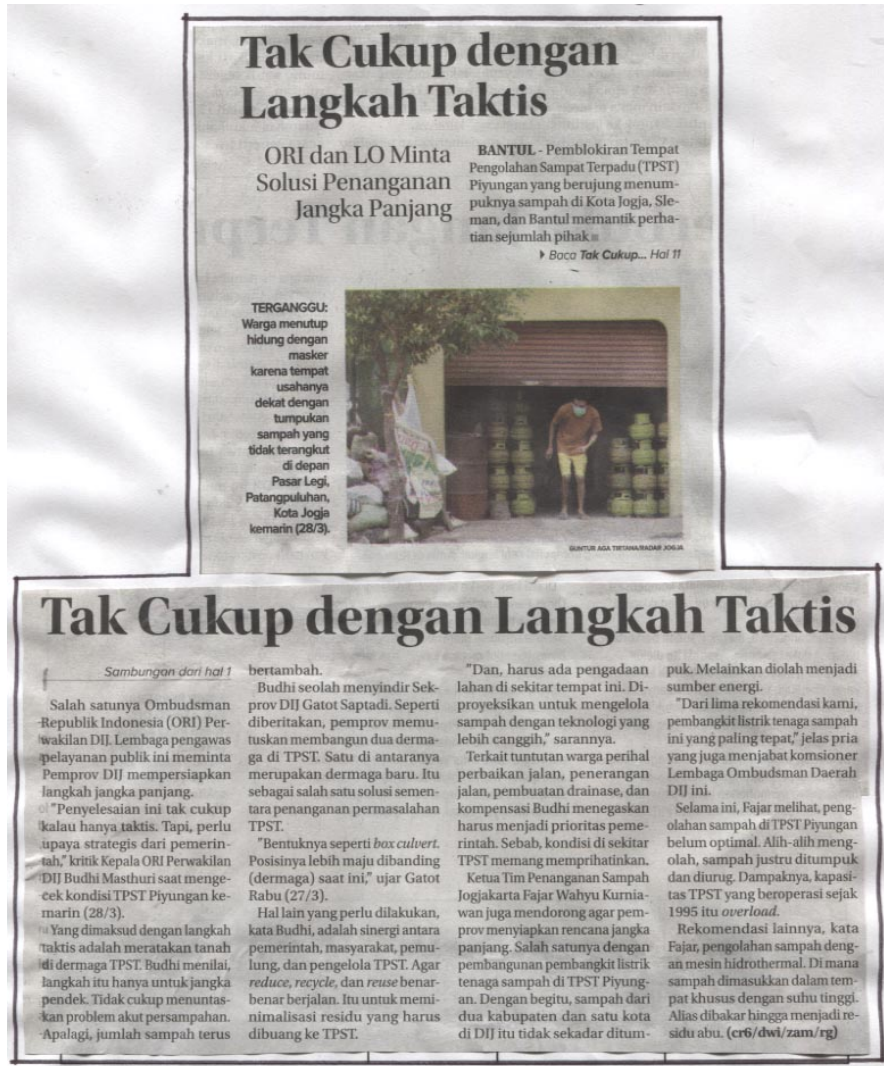 Tak Cukup dengan
Langkah Taktis
ORI dan LO Minta
Solusi Penanganan
Jangka Panjang
BANTUL - Pemblokiran Tempat
Pengolahan Sampat Terpadu (TPST)
Piyungan yang berujung menum-
puknya sampah di Kota Jogja, Sle-
man, dan Bantul memantik perha-
tian sejumlah pihak
Baca Tak Cukup... Hal 11
TERGANGGU:
Warga menutup
hidung dengan
masker
karena tempat
usahanya
dekat dengan
tumpukan
sampah yang
tidak terangkut
di depan
Pasar Legi,
Patangpuluhan,
Kota Jogja
kemarin (28/3).
GUNTUR AGA TIRTANA/RADAR JOGJA
Tak Cukup dengan Langkah Taktis
Sambungan dari hal 1
Salah satunya Ombudsman
Republik Indonesia (ORI) Per-
wakilan DIJ. Lembaga pengawas
pelayanan publik ini meminta
Pemprov DIJ mempersiapkan
langkah jangka panjang.
"Penyelesaian ini tak cukup
kalau hanya taktis. Tapi, perlu
upaya strategis dari pemerin-
tah," kritik Kepala ORI Perwakilan
DIJ Budhi Masthuri saat menge-
cek kondisi TPST Piyungan ke-
marin (28/3).
Yang dimaksud dengan langkah
taktis adalah meratakan tanah
di dermaga TPST. Budhi menilai,
langkah itu hanya untuk jangka
pendek. Tidak cukup menuntas-
kan problem akut persampahan.
Apalagi, jumlah sampah terus
bertambah.
Budhi seolah menyindir Sek-
prov DIJ Gatot Saptadi. Seperti
diberitakan, pemprov memu-
tuskan membangun dua derma-
ga di TPST. Satu di antaranya
merupakan dermaga baru. Itu
sebagai salah satu solusi semen-
tara penanganan permasalahan
TPST.
"Bentuknya seperti box culvert.
Posisinya lebih maju dibanding
(dermaga) saat ini," ujar Gatot
Rabu (27/3).
Hal lain yang perlu dilakukan,
kata Budhi, adalah sinergi antara
pemerintah, masyarakat, pemu-
lung, dan pengelola TPST. Agar
reduce, recycle, dan reuse benar-
benar berjalan. Itu untuk memi-
nimalisasi residu yang harus
dibuang ke TPST.
"Dan, harus ada pengadaan
lahan di sekitar tempat ini. Di-
proyeksikan untuk mengelola
sampah dengan teknologi yang
lebih canggih," sarannya.
Terkait tuntutan warga perihal
perbaikan jalan, penerangan
jalan, pembuatan drainase, dan
kompensasi Budhi menegaskan
harus menjadi prioritas peme-
rintah. Sebab, kondisi di sekitar
TPST memang memprihatinkan.
Ketua Tim Penanganan Sampah
Jogjakarta Fajar Wahyu Kurnia-
wan juga mendorong agar pem-
prov menyiapkan rencana jangka
panjang. Salah satunya dengan
pembangunan pembangkit listrik
tenaga sampah di TPST Piyung-
an. Dengan begitu, sampah dari
dua kabupaten dan satu kota
di DIJ itu tidak sekadar ditum-
puk. Melainkan diolah menjadi
sumber energi.
"Dari lima rekomendasi kami,
pembangkit listrik tenaga sampah
ini yang paling tepat," jelas pria
yang juga menjabat komsioner
Lembaga Ombudsman Daerah
DIJ ini.
Selama ini, Fajar melihat, peng-
olahan sampah di TPST Piyungan
belum optimal. Alih-alih meng-
olah, sampah justru ditumpuk
dan diurug. Dampaknya, kapasi-
tas TPST yang beroperasi sejak
1995 itu overload.
Rekomendasi lainnya, kata
Fajar, pengolahan sampah deng-
an mesin hidrothermal. Di mana
sampah dimasukkan dalam tem-
pat khusus dengan suhu tinggi.
Alias dibakar hingga menjadi re-
sidu abu. (cr6/dwi/zam/rg)